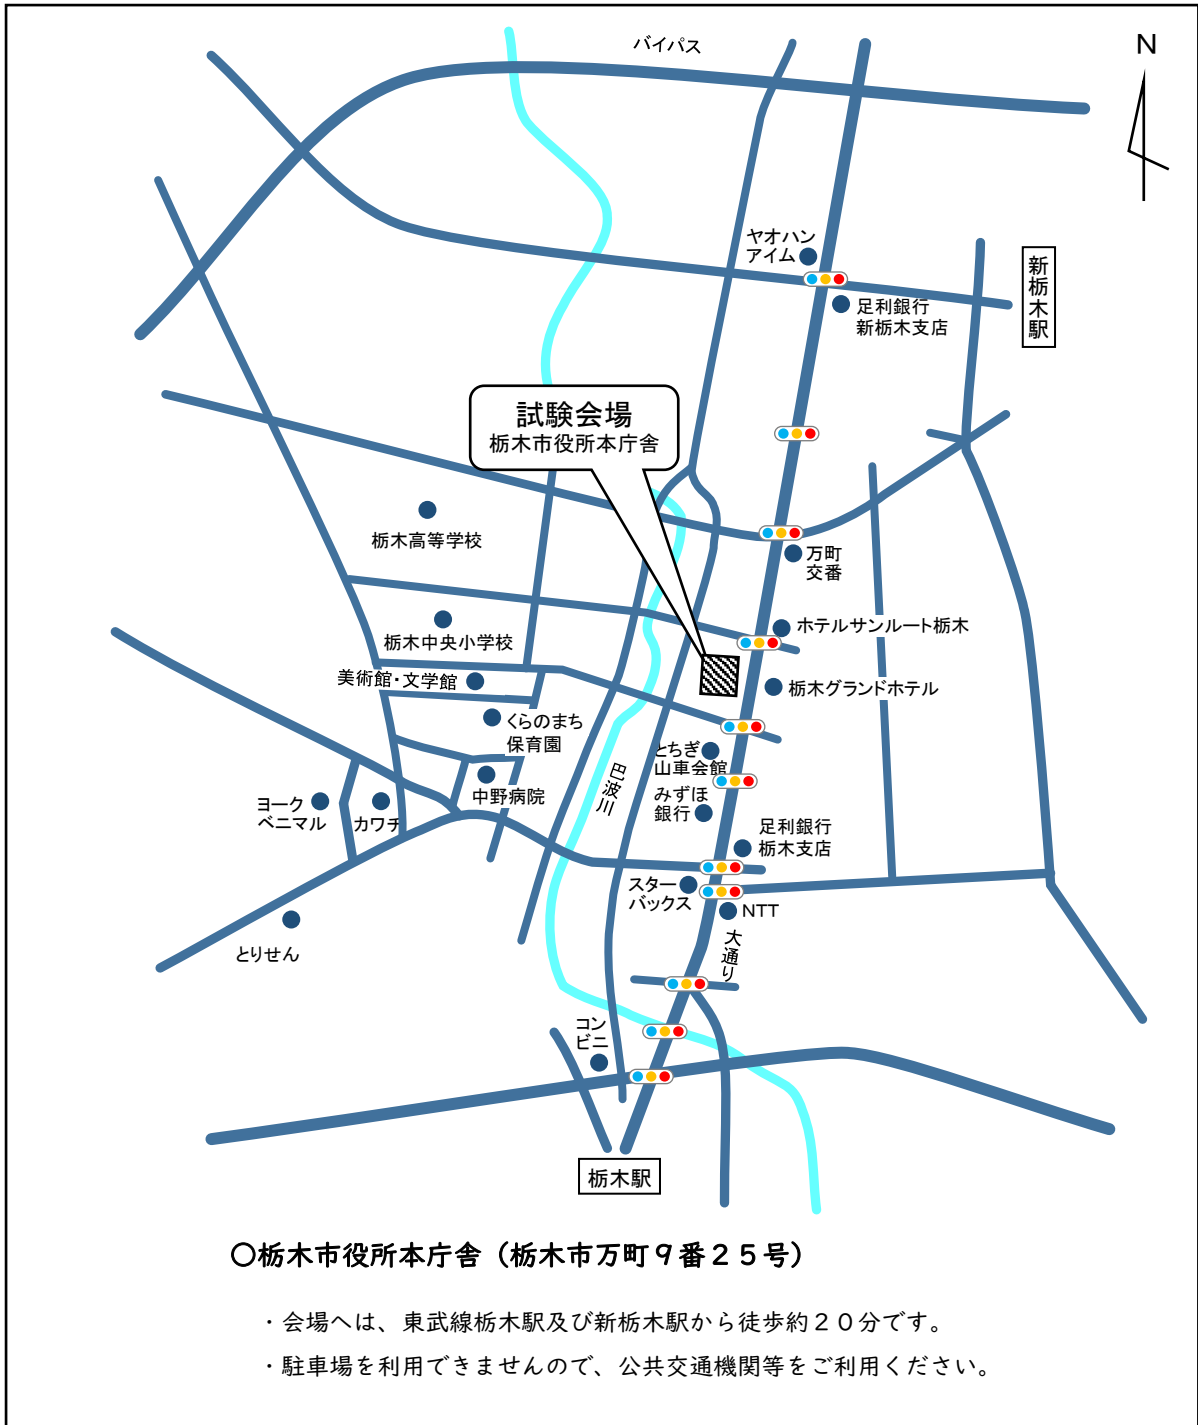 バイパス
N
ヤオハン
アイム
新栃木駅
足利銀行
新栃木支店
試験会場
栃木市役所本庁舎
栃木高等学校
万町
交番
ホテルサンルート栃木
栃木中央小学校
美術館・文学館
栃木グランドホテル
くらのまち
保育園
とちぎ
山車会館
巴波川
中野病院
みずほ
銀行
ヨーク
ベニマル
カワチ
足利銀行
栃木支店
スター
バックス
NTT
とりせん
大通り
コン
ビニ
栃木駅
〇栃木市役所本庁舎（栃木市万町９番２５号）
・会場へは、東武線栃木駅及び新栃木駅から徒歩約２０分です。
・駐車場を利用できませんので、公共交通機関等をご利用ください。